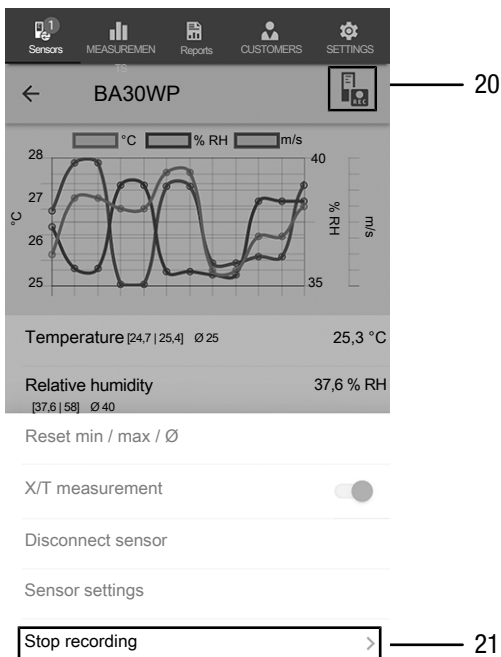 1
Sensors MEASUREMEN Reports CUSTOMERS SETTINGS
TS
BA30WP
REC
20
°C % RH m/s
28
27
26
25
°C
40
35
% RH
m/s
Temperature [24,7 | 25,4] Ø 25 25,3 °C
Relative humidity 37,6 % RH
[37,6 | 58] Ø 40
Reset min / max / Ø
X/T measurement
Disconnect sensor
Sensor settings
Stop recording
21